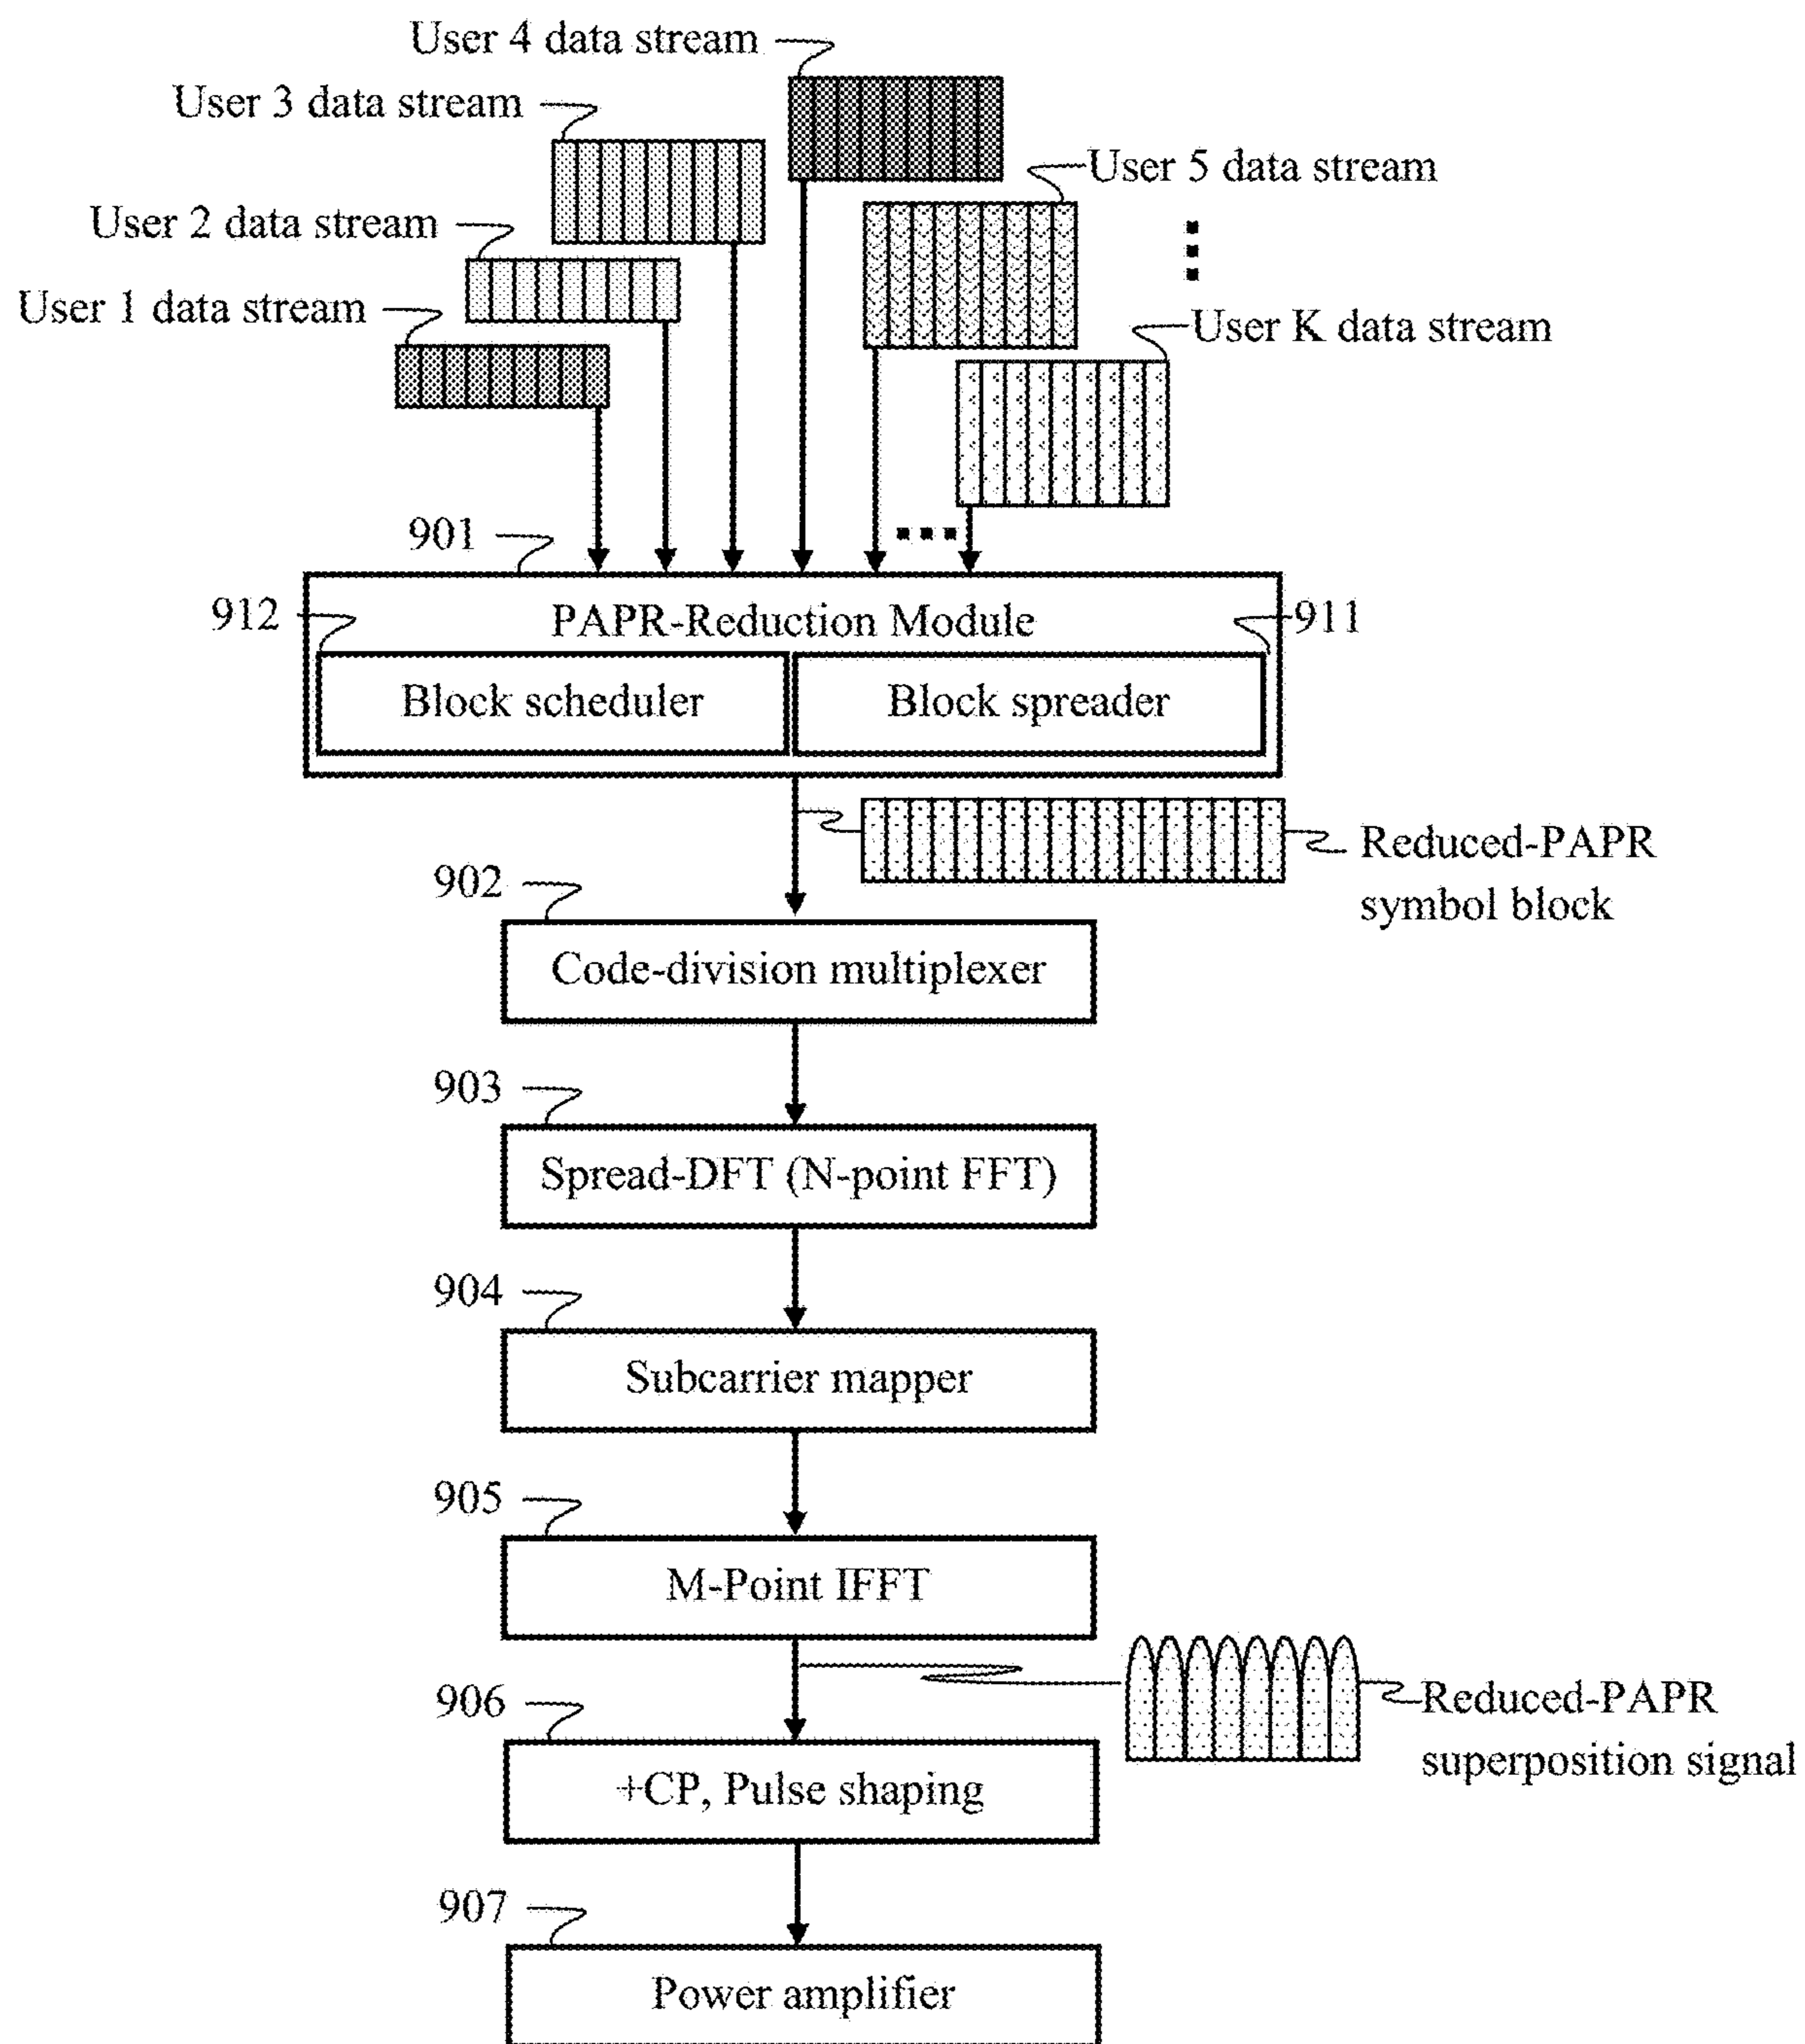 User 4 data stream
User 3 data stream
User 5 data stream
User 2 data stream
User 1 data stream
User K data stream
901
912
PAPR-Reduction Module
911
Block scheduler
Block spreader
Reduced-PAPR
symbol block
902
Code-division multiplexer
903
Spread-DFT (N-point FFT)
904
Subcarrier mapper
905
M-Point IFFT
906
Reduced-PAPR
superposition signal
+CP, Pulse shaping
907
Power amplifier